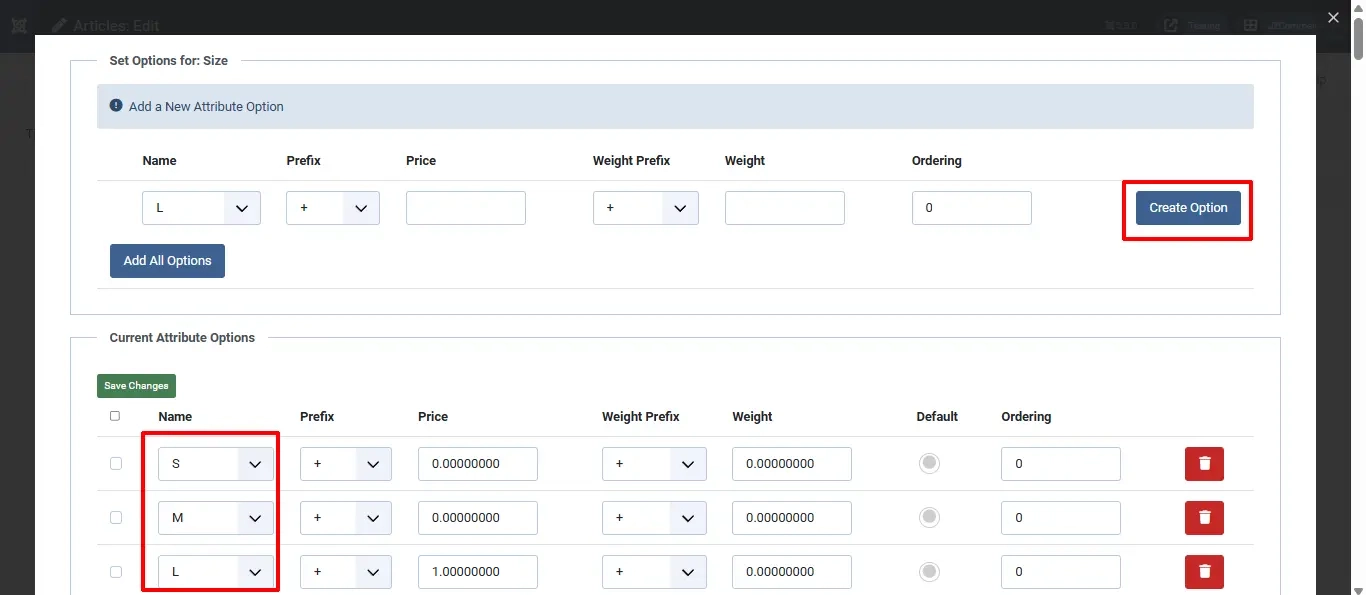 Articles: Edit
Set Options for: Size
Add a New Attribute Option
Name Prefix Price Weight Prefix Weight Ordering
L + + 0 Create Option
Add All Options
Current Attribute Options
Save Changes
Name Prefix Price Weight Prefix Weight Default Ordering
S + 0.00000000 + 0.00000000 0
M + 0.00000000 + 0.00000000 0
L + 1.00000000 + 0.00000000 0